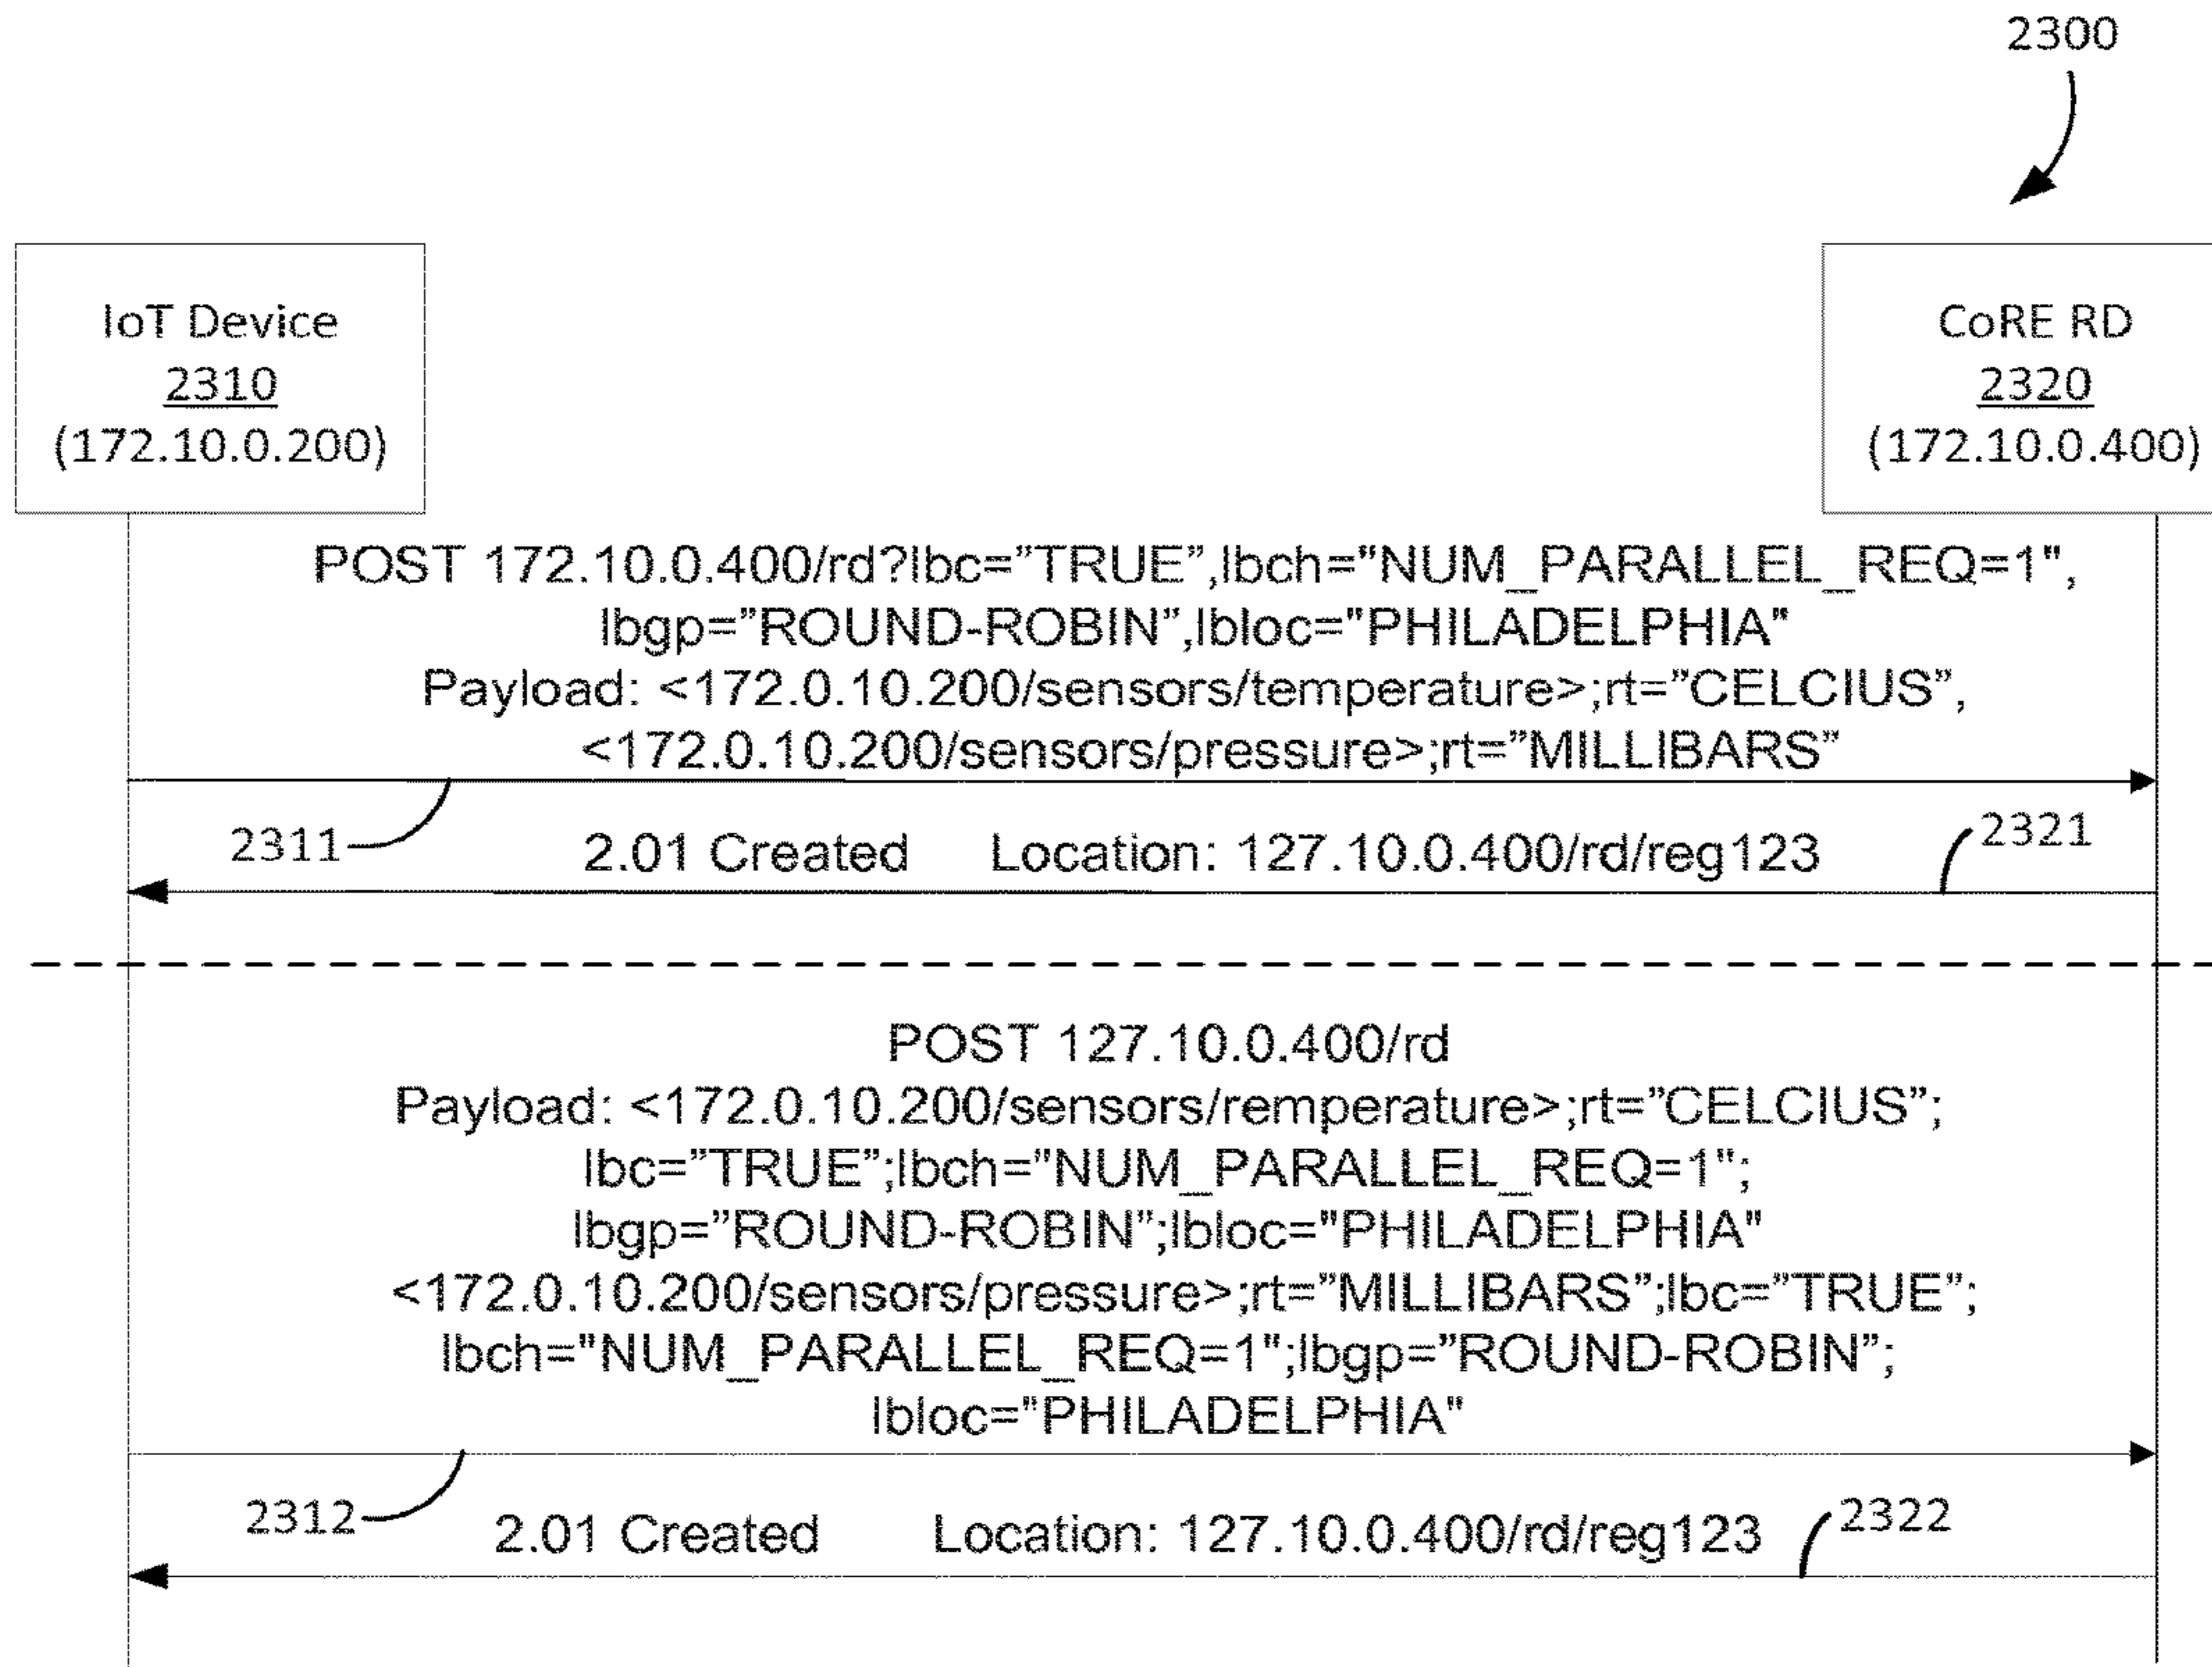 2300
IoT Device
2310
(172.10.0.200)
CoRE RD
2320
(172.10.0.400)
POST 172.10.0.400/rd?lbc="TRUE",lbch="NUM_PARALLEL_REQ=1",
lbgp="ROUND-ROBIN",lbloc="PHILADELPHIA"
Payload: <172.0.10.200/sensors/temperature>;rt="CELCIUS",
<172.0.10.200/sensors/pressure>;rt="MILLIBARS"
2311
2.01 Created Location: 127.10.0.400/rd/reg123
2321
POST 127.10.0.400/rd
Payload: <172.0.10.200/sensors/remperature>;rt="CELCIUS";
lbc="TRUE";lbch="NUM_PARALLEL_REQ=1";
lbgp="ROUND-ROBIN";lbloc="PHILADELPHIA"
<172.0.10.200/sensors/pressure>;rt="MILLIBARS";lbc="TRUE";
lbch="NUM_PARALLEL_REQ=1";lbgp="ROUND-ROBIN";
lbloc="PHILADELPHIA"
2312
2.01 Created Location: 127.10.0.400/rd/reg123
2322